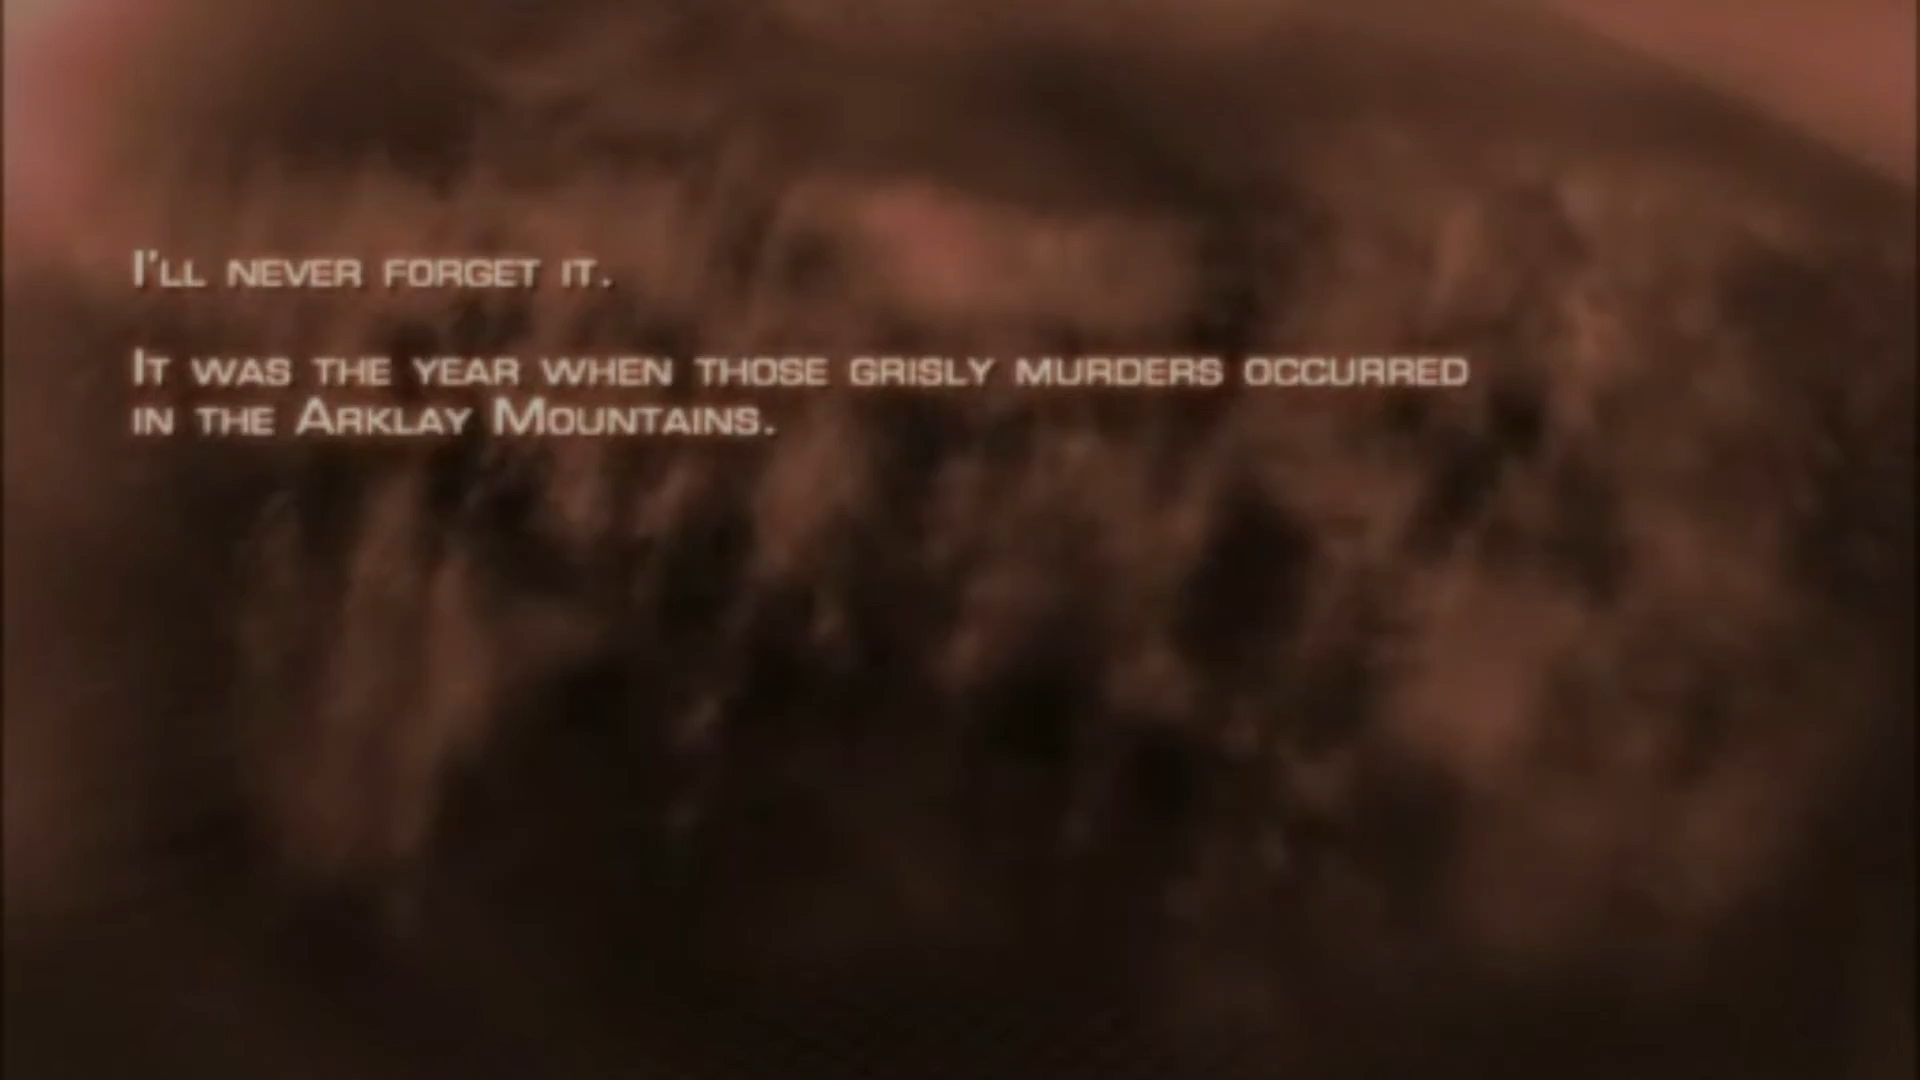 I'll never forget it.
It was the year when those grisly murders occurred
in the Arklay Mountains.